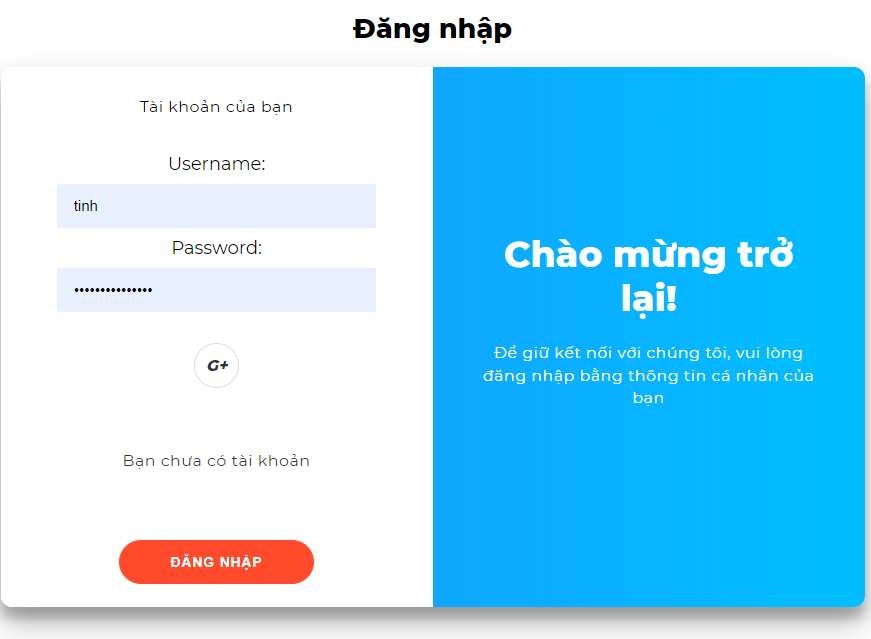 Đăng nhập
Tài khoản của bạn
Username:
tinh
Password:
•••••••••••••••
G+
Bạn chưa có tài khoản
ĐĂNG NHẬP
Chào mừng trở
lại!
Để giữ kết nối với chúng tôi, vui lòng
đăng nhập bằng thông tin cá nhân của
bạn